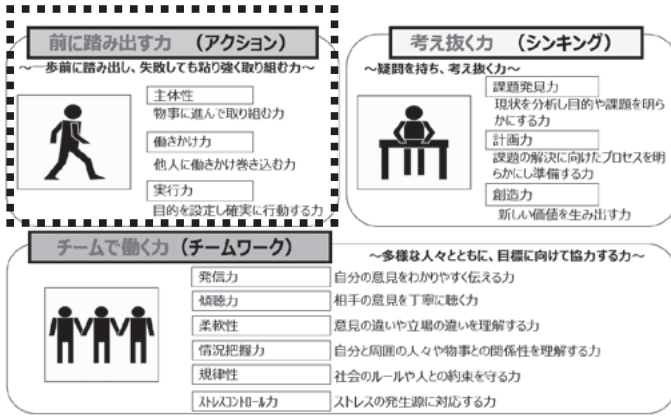 前に踏み出す力 (アクション)
～一歩前に踏み出し、失敗しても粘り強く取り組む力～
主体性
物事に進んで取り組む力
働きかけ力
他人に働きかけ巻き込む力
実行力
目的を設定し確実に行動する力
考え抜く力 (シンキング)
～疑問を持ち、考え抜く力～
課題発見力
現状を分析し目的や課題を明ら
かにする力
計画力
課題の解決に向けたプロセスを明
らかにし準備する力
創造力
新しい価値を生み出す力
チームで働く力 (チームワーク)
～多様な人々とともに、目標に向けて協力する力～
発信力 自分の意見をわかりやすく伝える力
傾聴力 相手の意見を丁寧に聴く力
柔軟性 意見の違いや立場の違いを理解する力
情況把握力 自分と周囲の人々や物事との関係性を理解する力
規律性 社会のルールや人との約束を守る力
ストレスコントロール力 ストレスの発生源に対応する力